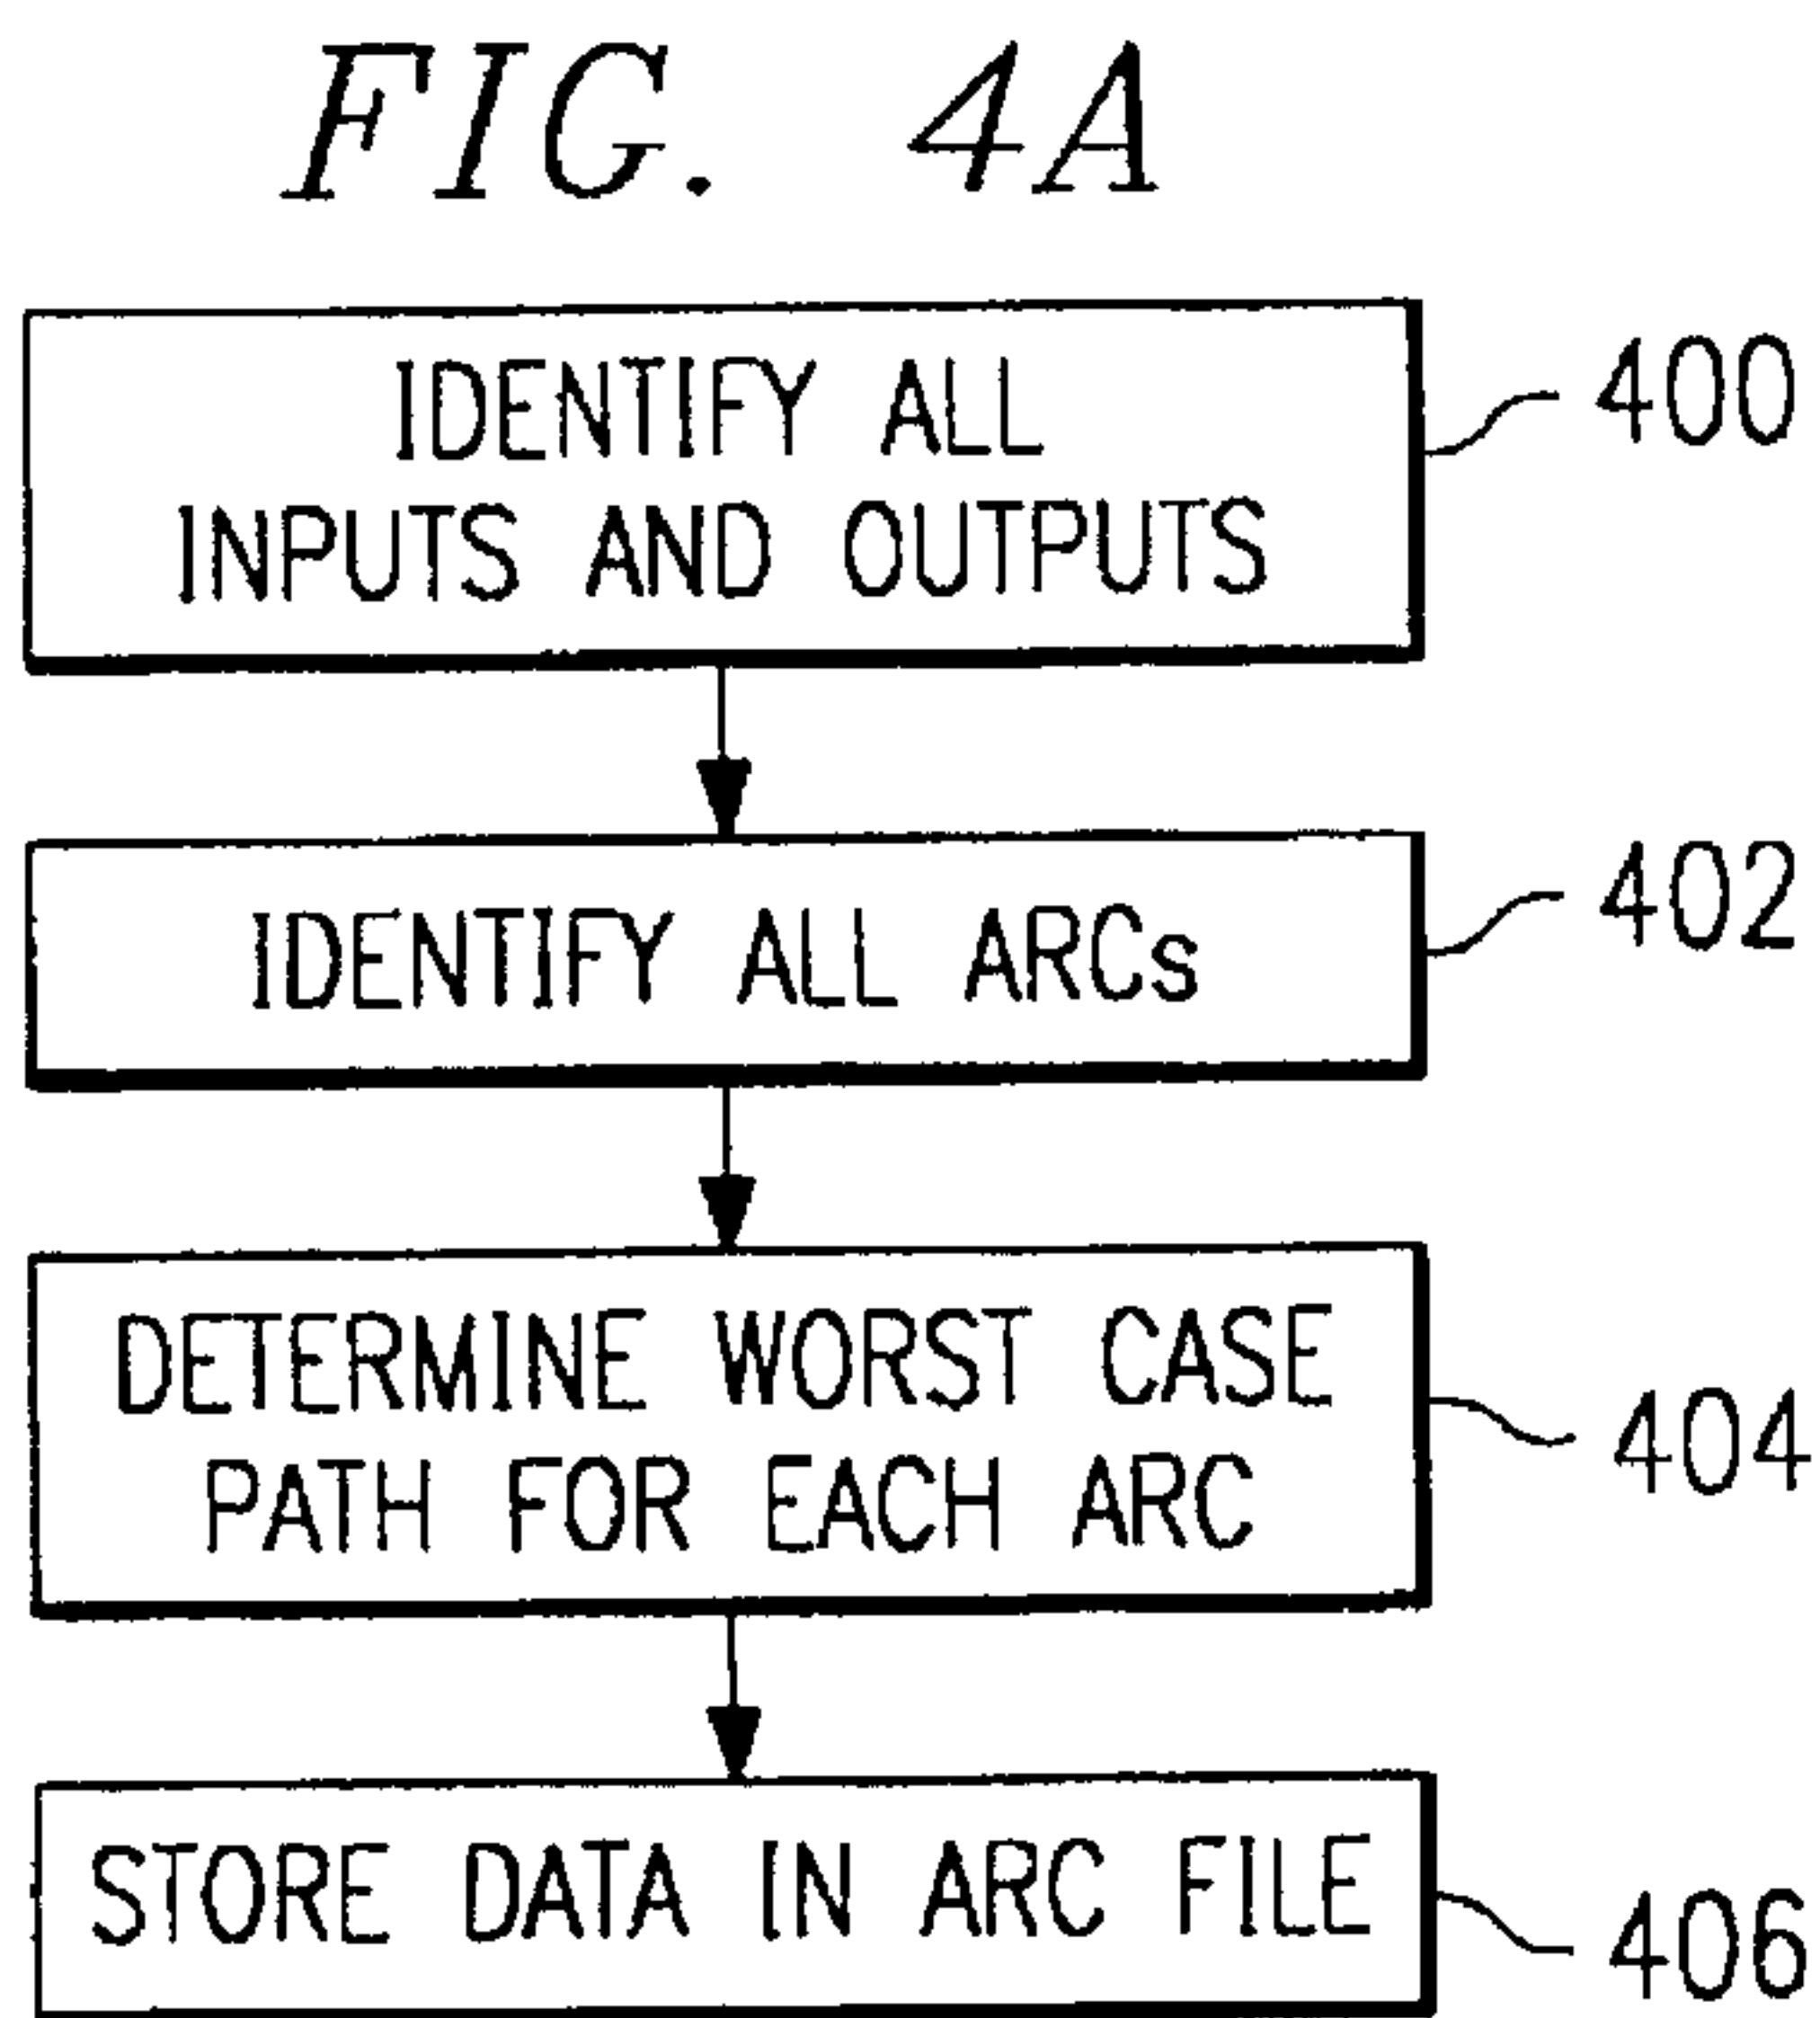 FIG. 4A
IDENTIFY ALL
INPUTS AND OUTPUTS
400
IDENTIFY ALL ARCs
402
DETERMINE WORST CASE
PATH FOR EACH ARC
404
STORE DATA IN ARC FILE
406